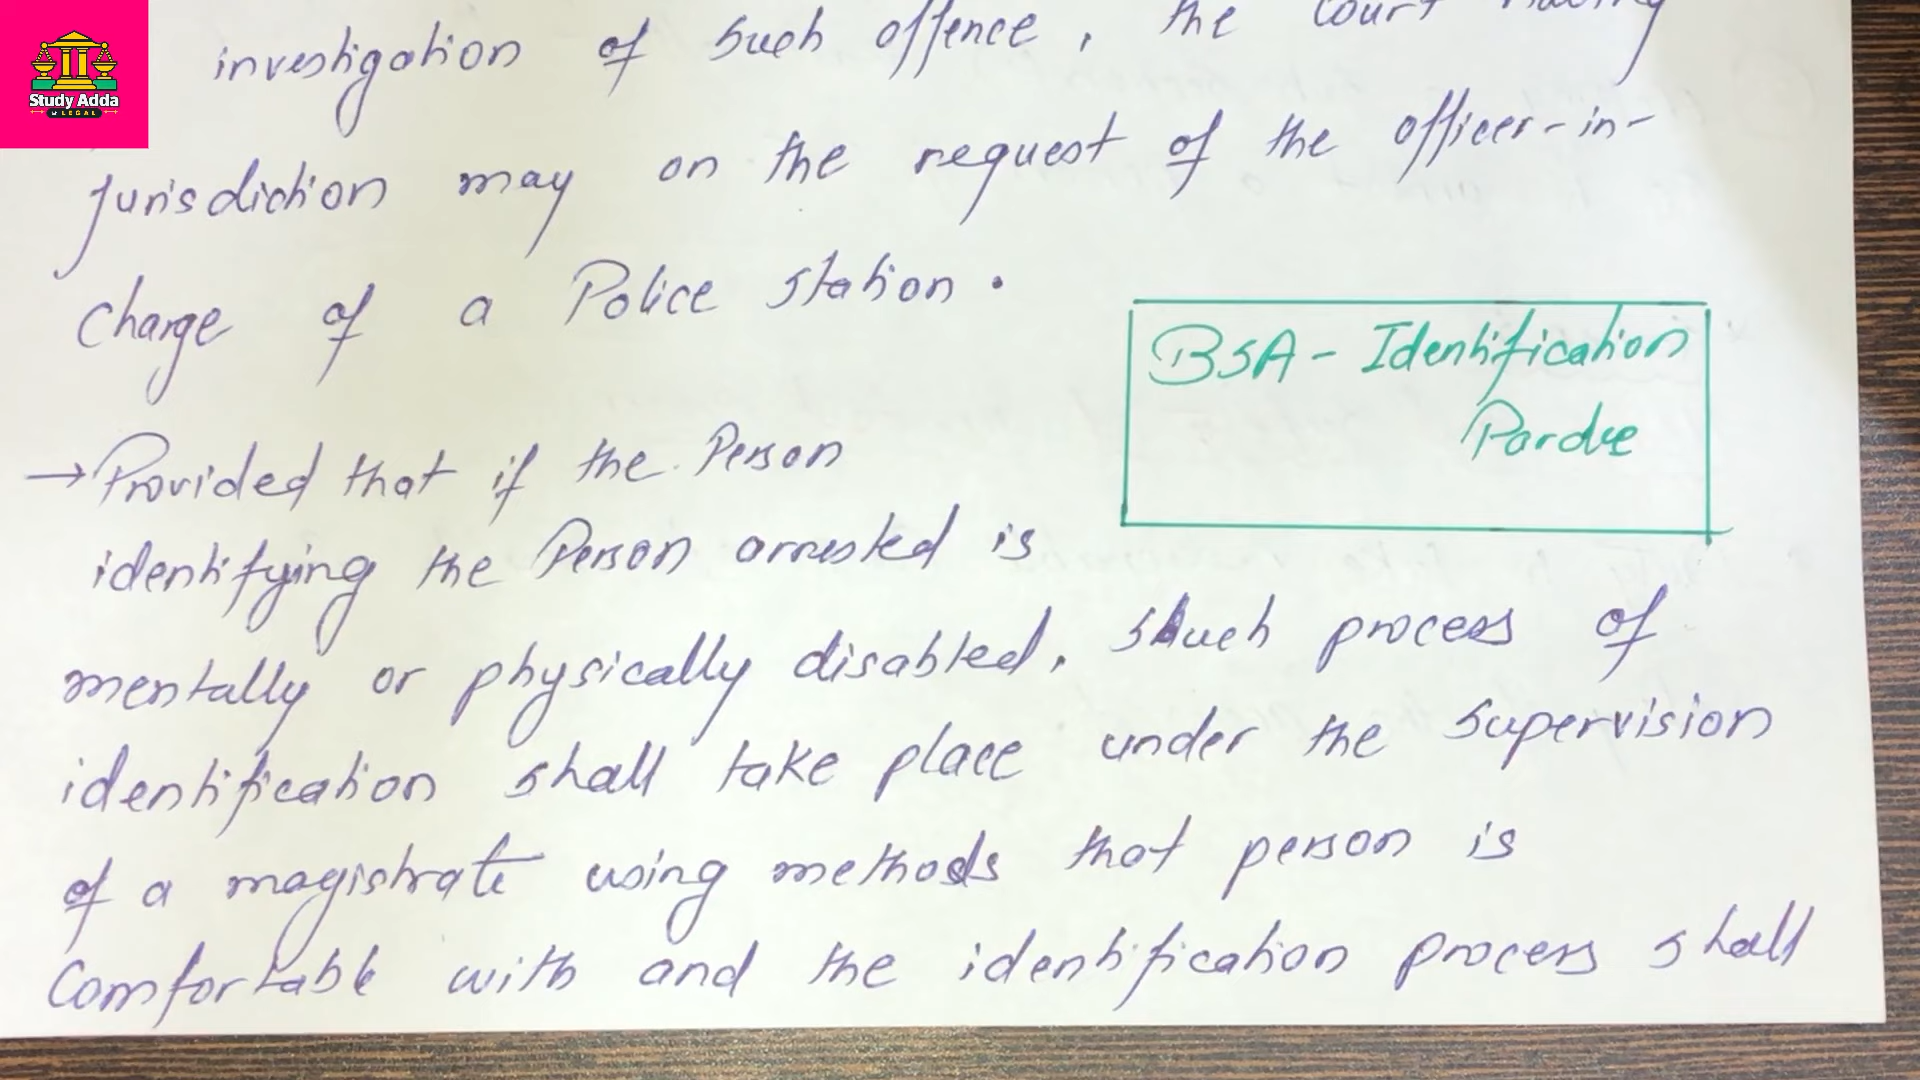 Study Adda
LEGAL
investigation of such offence, the Court having
jurisdiction may on the request of the officer-in-
charge of a Police station.
BSA - Identification
Pardce
→ Provided that if the Person
identifying the Person arrested is
mentally or physically disabled, such process of
identification shall take place under the supervision
of a magistrate using methods that person is
Comfortable with and the identification process shall